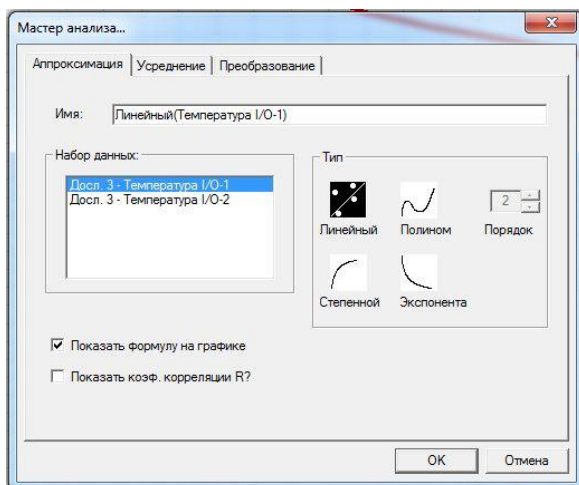 Мастер анализа...
Аппроксимация Усреднение Преобразование
Имя: Линейный(Температура I/O-1)
Набор данных:
Досл. 3 - Температура I/O-1
Досл. 3 - Температура I/O-2
Тип
2
Линейный Полином Порядок
Степенной Экспонента
Показать формулу на графике
Показать коэф. корреляции R?
OK Отмена